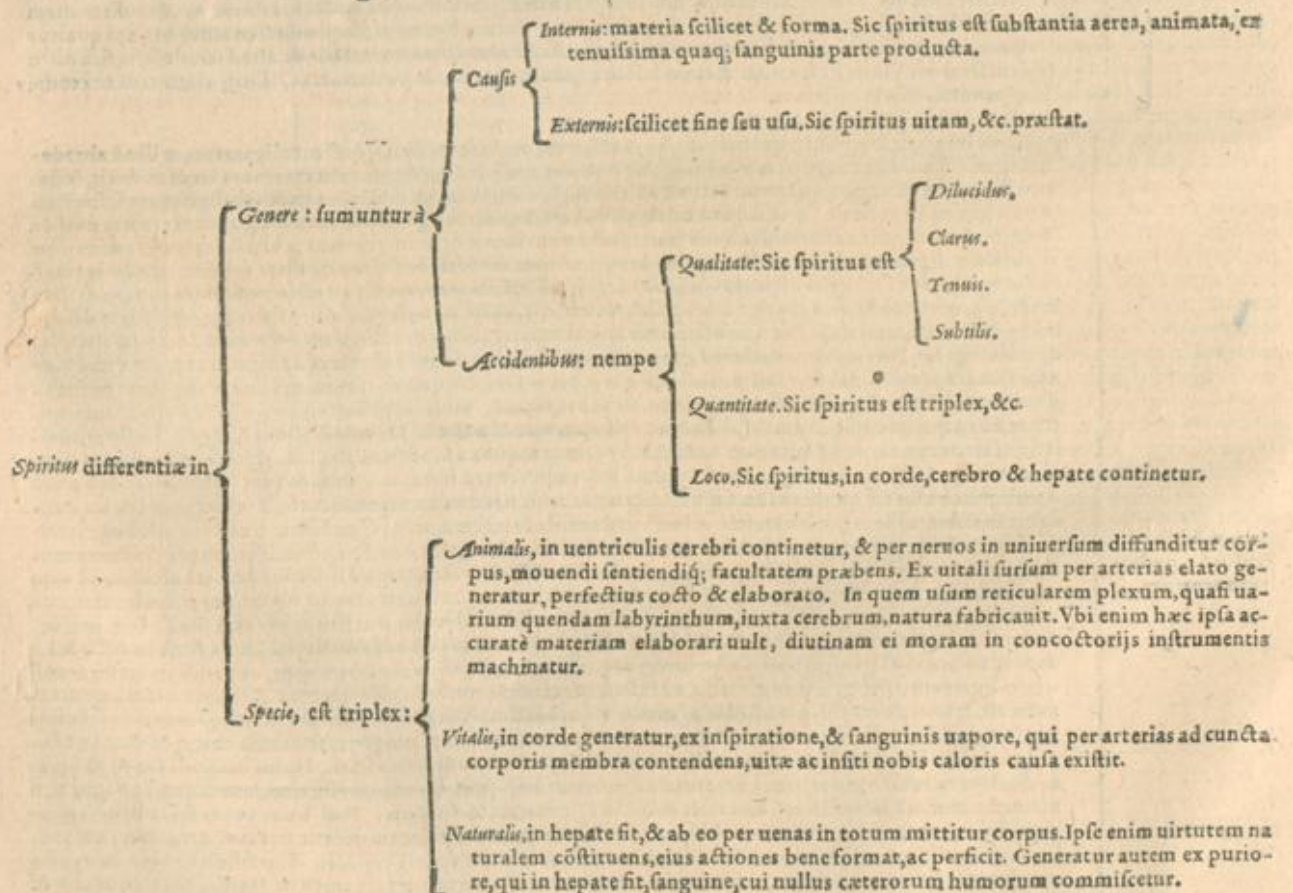 Internis: materia ſcilicet & forma. Sic ſpiritus eſt ſubſtantia aerea, animata, ex
tenuiſsima quaq; ſanguinis parte producta.
Cauſis
Externis: ſcilicet fine ſeu uſu. Sic ſpiritus uitam, &c. præſtat.
Genere : ſumuntur à
Dilucidus.
Clarus.
Qualitate: Sic ſpiritus eſt
Tenuis.
Subtilis.
Accidentibus: nempe
Quantitate. Sic ſpiritus eſt triplex, &c.
Loco. Sic ſpiritus, in corde, cerebro & hepate continetur.
Spiritus differentiæ in
Animalis, in uentriculis cerebri continetur, & per neruos in uniuerſum diffunditur cor-
pus, mouendi ſentiendiq́; facultatem præbens. Ex uitali ſurſum per arterias elato ge-
neratur, perfectius cocto & elaborato. In quem uſum reticularem plexum, quaſi ua-
rium quendam labyrinthum, iuxta cerebrum, natura fabricauit. Vbi enim hæc ipſa ac-
curatè materiam elaborari uult, diutinam ei moram in concoctorijs inſtrumentis
machinatur.
Specie, eſt triplex:
Vitalis, in corde generatur, ex inſpiratione, & ſanguinis uapore, qui per arterias ad cuncta
corporis membra contendens, uitæ ac inſiti nobis caloris cauſa exiſtit.
Naturalis, in hepate fit, & ab eo per uenas in totum mittitur corpus. Ipſe enim uirtutem na
turalem cõſtituens, eius actiones bene format, ac perficit. Generatur autem ex purio-
re, qui in hepate fit, ſanguine, cui nullus cæterorum humorum commiſcetur.